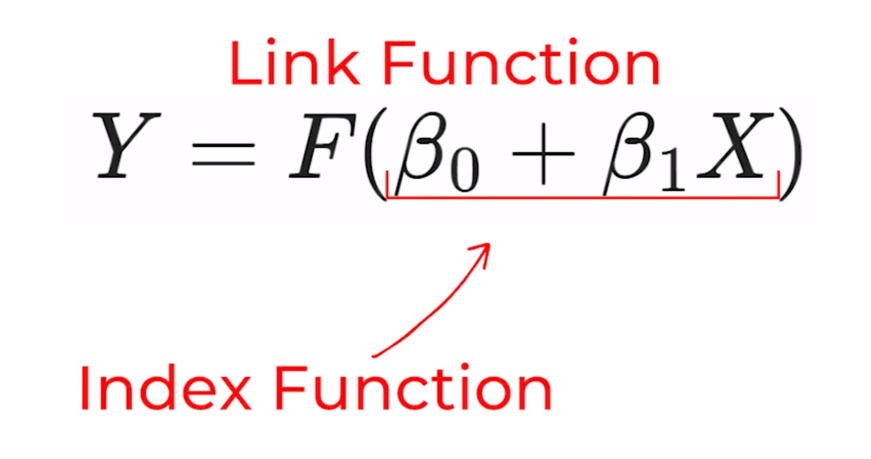 Link Function
Y = F(β₀ + β₁X)
Index Function